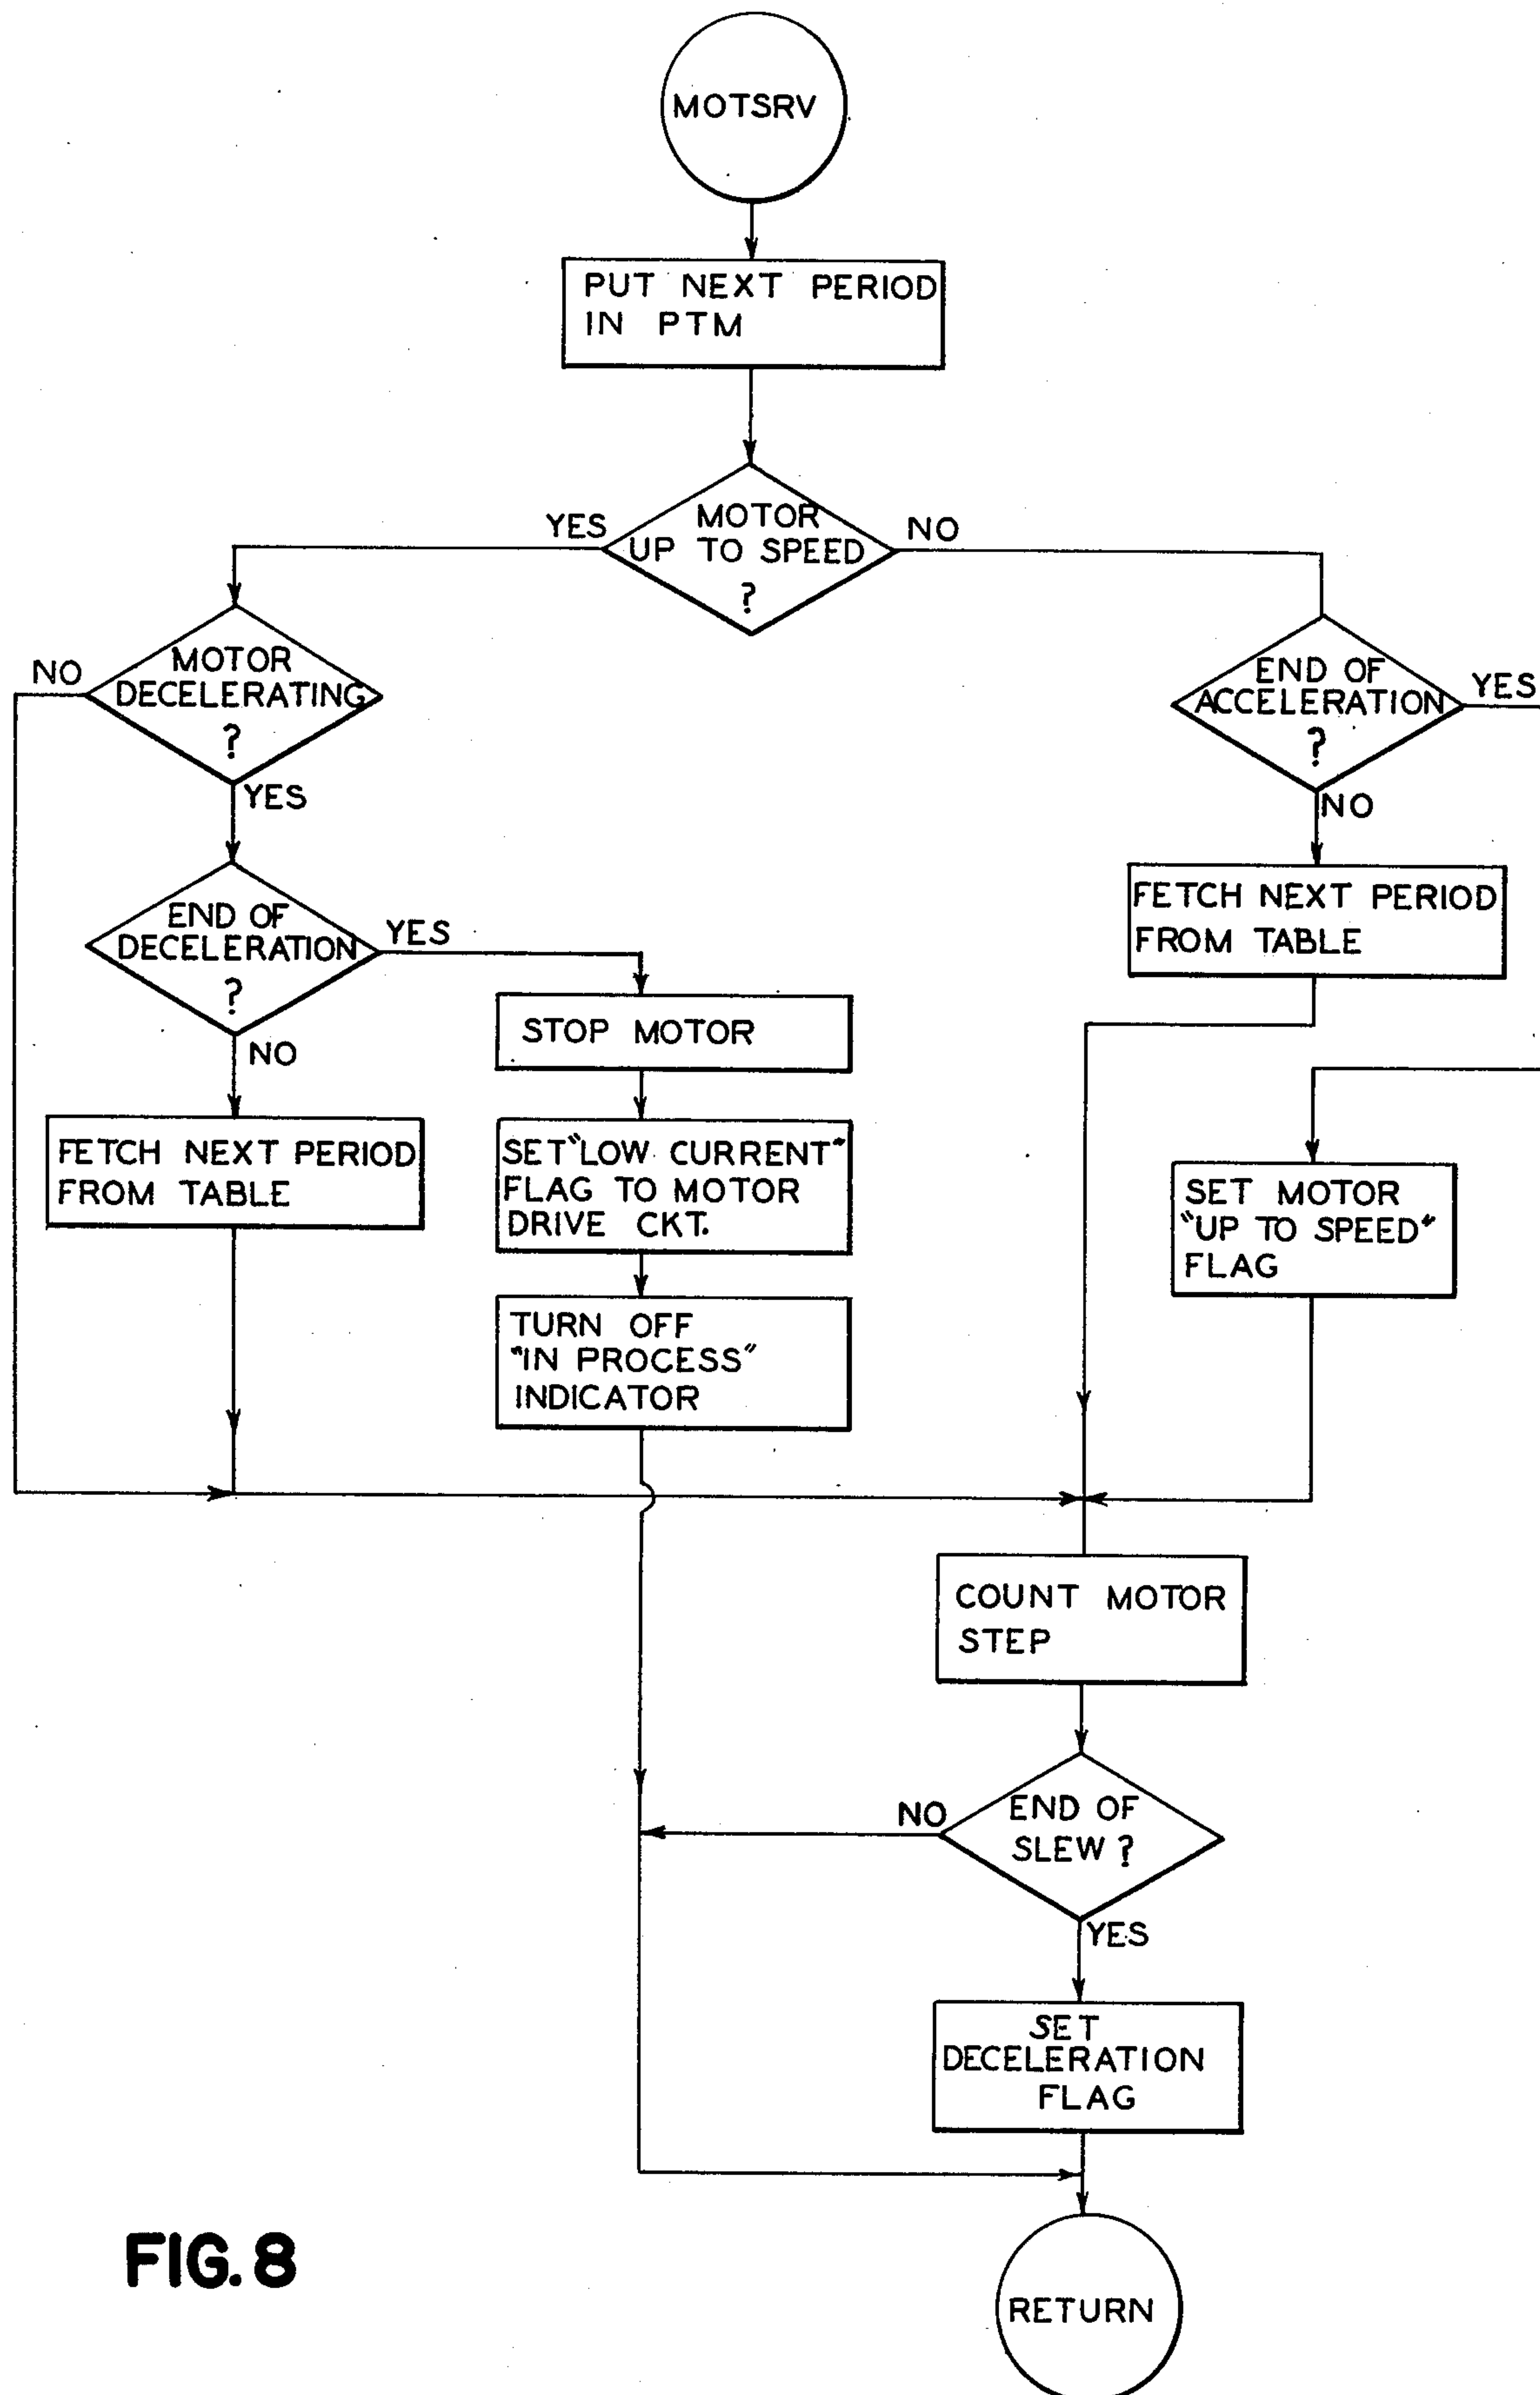 MOTSRV
PUT NEXT PERIOD
IN PTM
MOTOR
UP TO SPEED
?
YES
NO
MOTOR
DECELERATING
?
NO
YES
END OF
ACCELERATION
?
YES
NO
END OF
DECELERATION
?
YES
NO
FETCH NEXT PERIOD
FROM TABLE
STOP MOTOR
FETCH NEXT PERIOD
FROM TABLE
SET "LOW CURRENT"
FLAG TO MOTOR
DRIVE CKT.
SET MOTOR
"UP TO SPEED"
FLAG
TURN OFF
"IN PROCESS"
INDICATOR
COUNT MOTOR
STEP
END OF
SLEW ?
NO
YES
SET
DECELERATION
FLAG
RETURN
FIG. 8